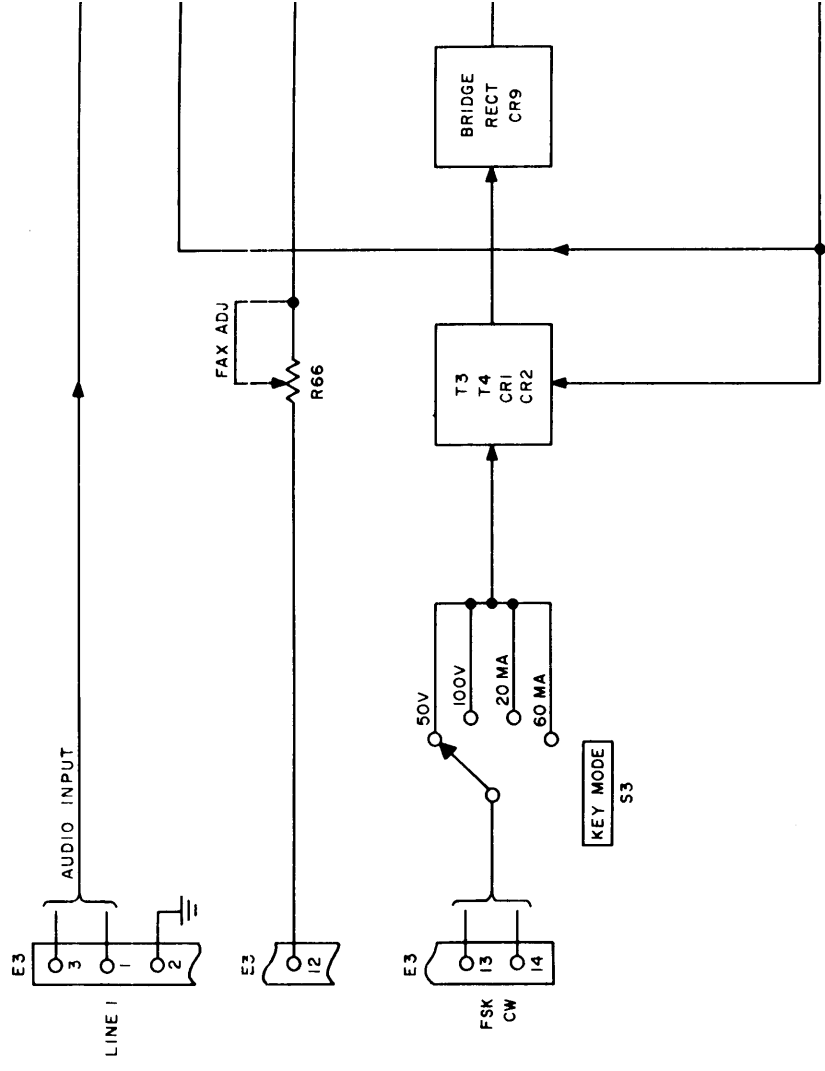 E3
3
1
2
LINE 1
AUDIO INPUT
E3
12
FAX ADJ
R66
E3
13
14
FSK
CW
50V
100V
20 MA
60 MA
KEY MODE
S3
T3
T4
CR1
CR2
BRIDGE
RECT
CR9